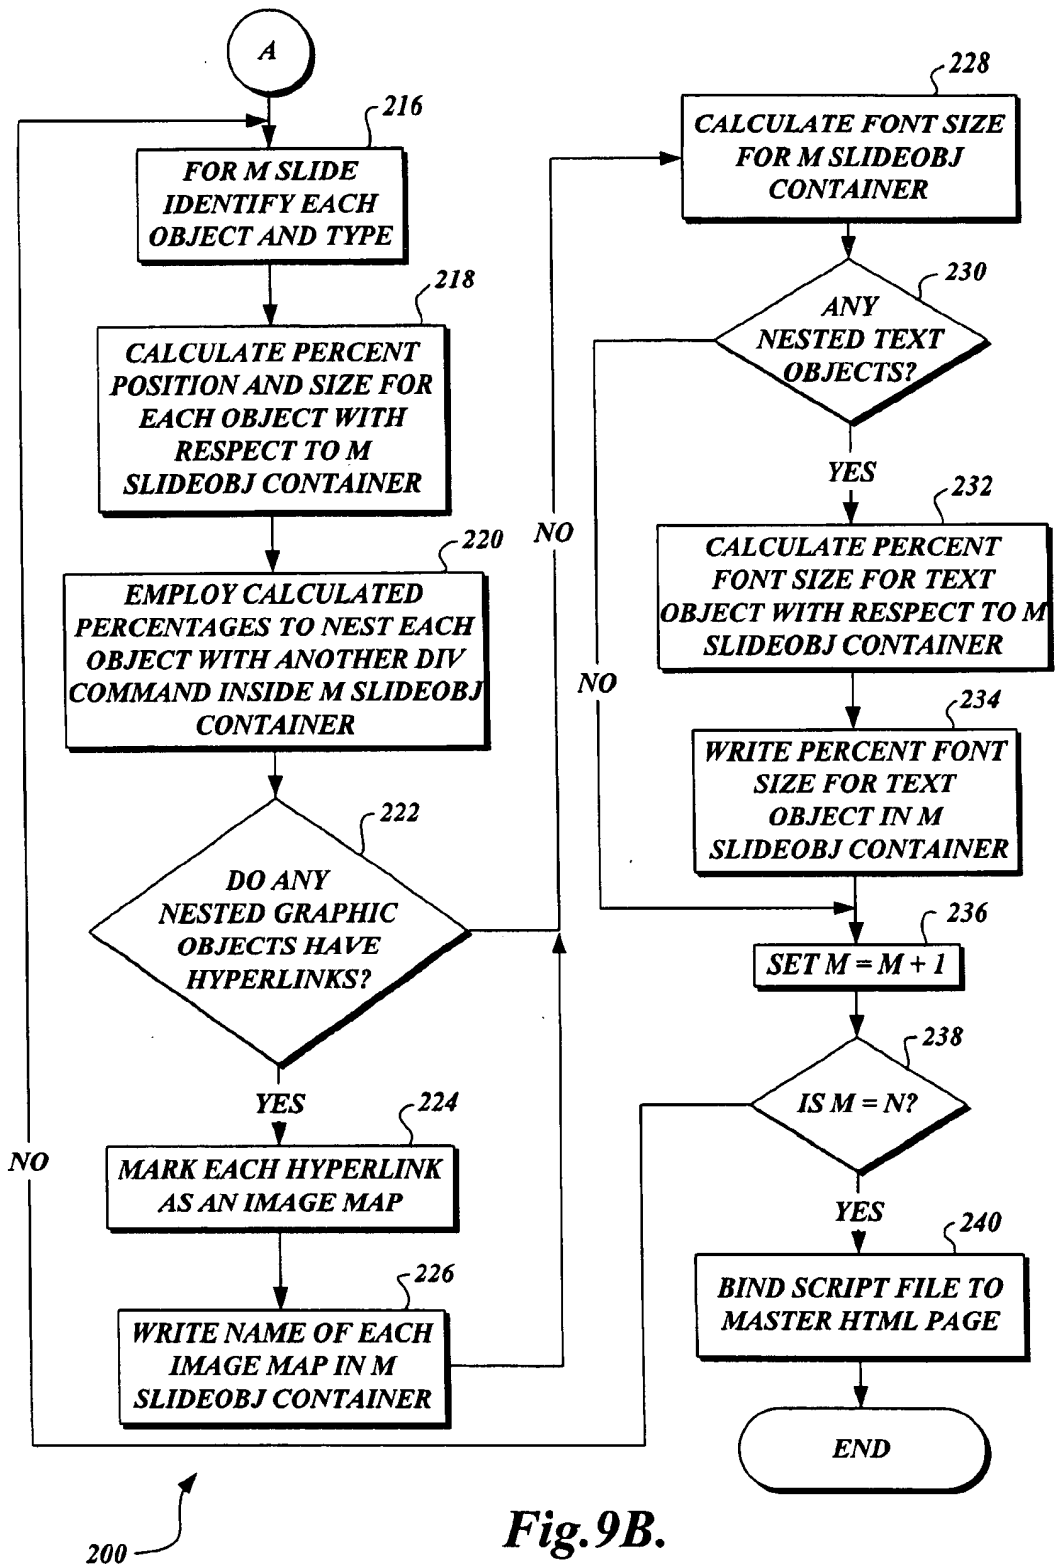 A
216
FOR M SLIDE
IDENTIFY EACH
OBJECT AND TYPE
218
CALCULATE PERCENT
POSITION AND SIZE FOR
EACH OBJECT WITH
RESPECT TO M
SLIDEOBJ CONTAINER
220
EMPLOY CALCULATED
PERCENTAGES TO NEST EACH
OBJECT WITH ANOTHER DIV
COMMAND INSIDE M SLIDEOBJ
CONTAINER
222
DO ANY
NESTED GRAPHIC
OBJECTS HAVE
HYPERLINKS?
NO
YES
224
MARK EACH HYPERLINK
AS AN IMAGE MAP
226
WRITE NAME OF EACH
IMAGE MAP IN M
SLIDEOBJ CONTAINER
228
CALCULATE FONT SIZE
FOR M SLIDEOBJ
CONTAINER
230
ANY
NESTED TEXT
OBJECTS?
NO
YES
232
CALCULATE PERCENT
FONT SIZE FOR TEXT
OBJECT WITH RESPECT TO M
SLIDEOBJ CONTAINER
234
WRITE PERCENT FONT
SIZE FOR TEXT
OBJECT IN M
SLIDEOBJ CONTAINER
236
SET M = M + 1
238
IS M = N?
NO
YES
240
BIND SCRIPT FILE TO
MASTER HTML PAGE
END
200
Fig.9B.